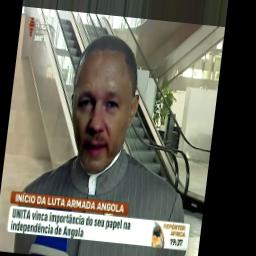 INÍCIO DA LUTA ARMADA ANGOLA
UNITA vinca importância do seu papel na
independência de Angola
REPÓRTER
ÁFRICA
19:37